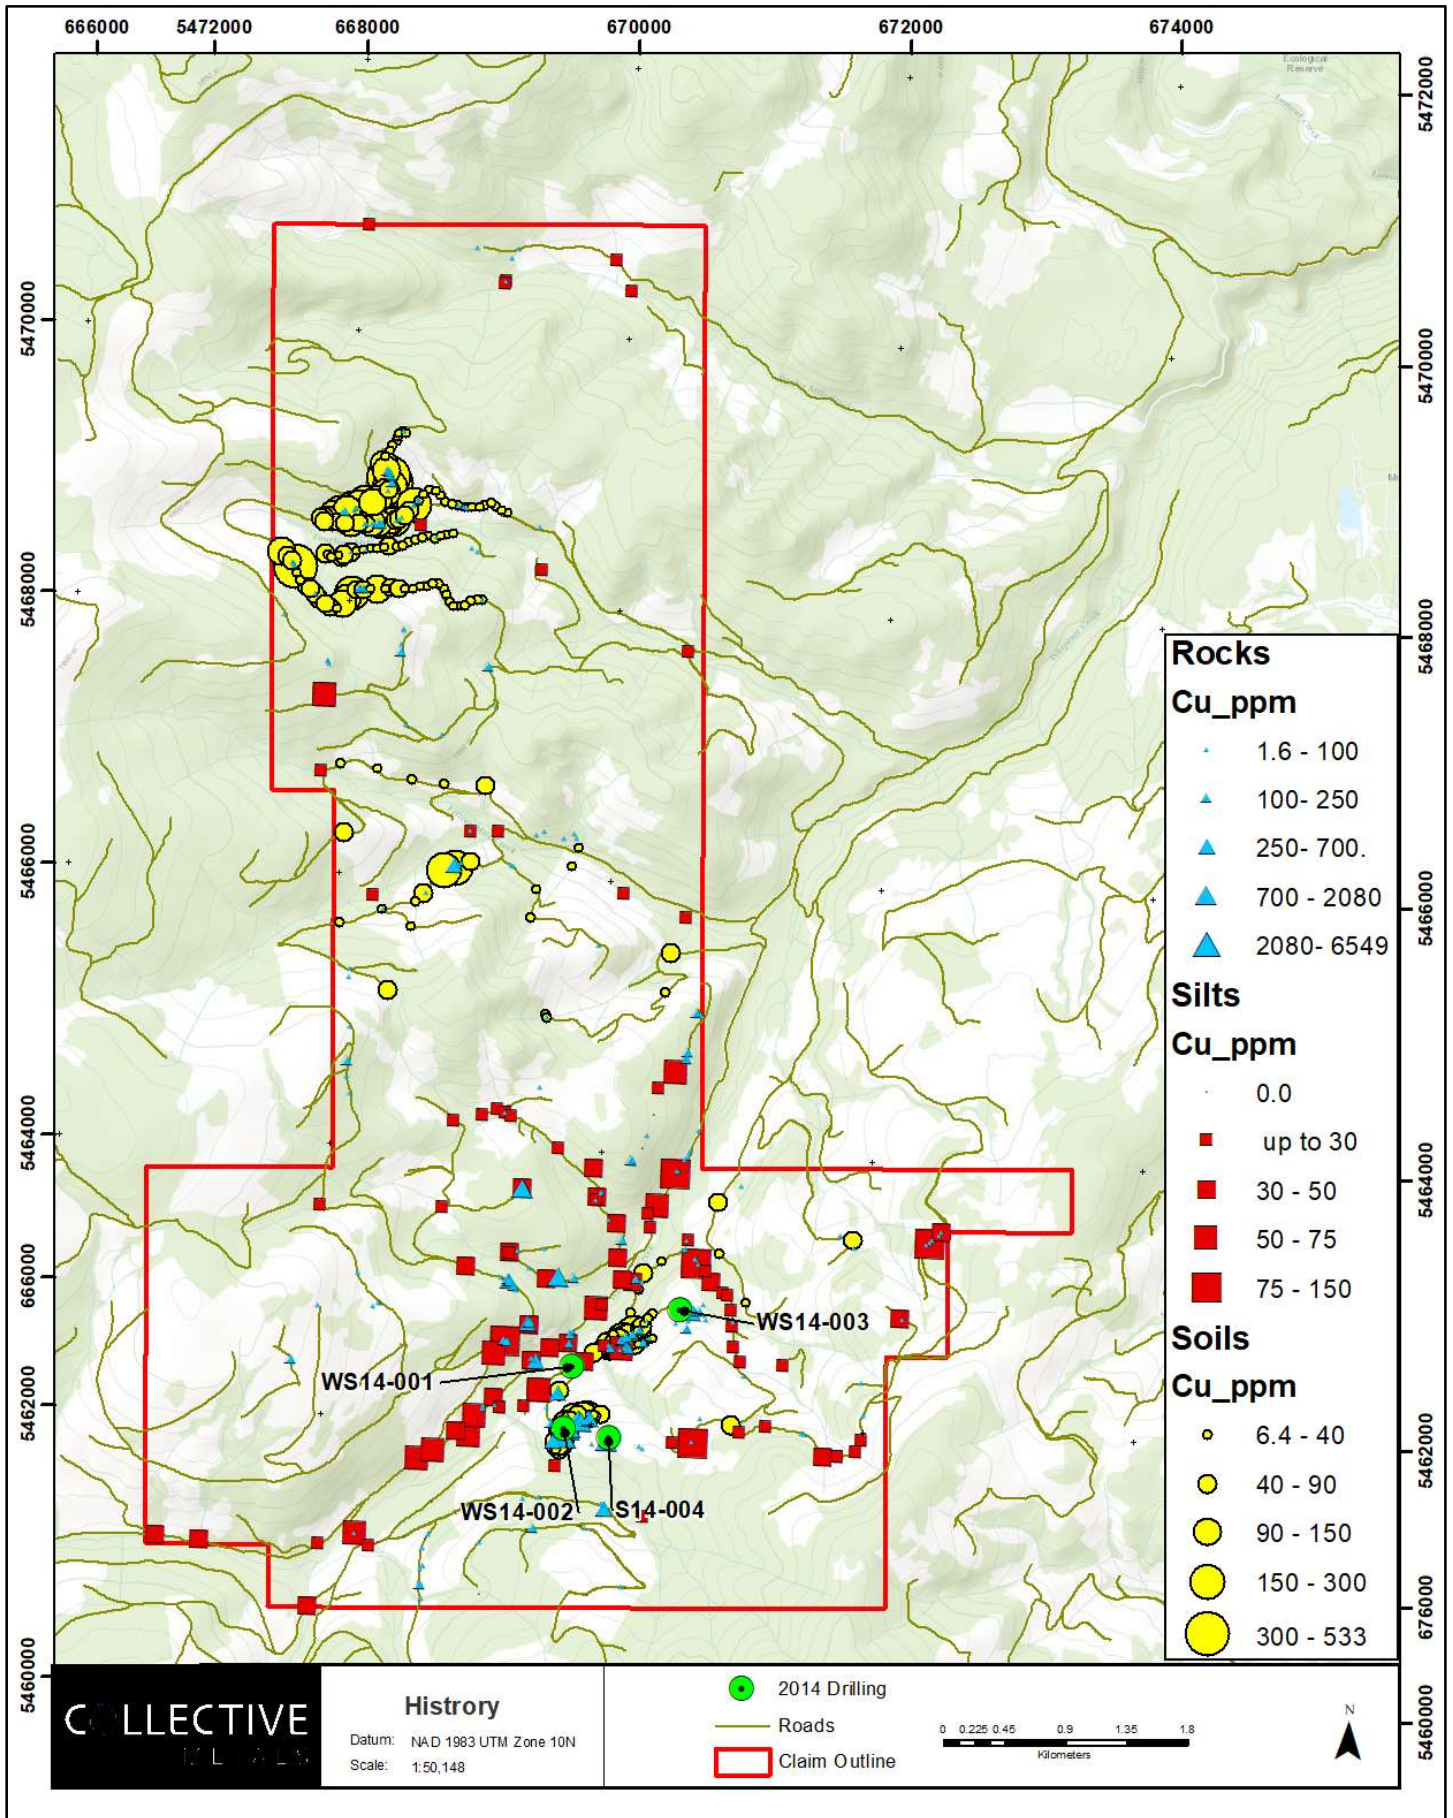 666000 5472000 668000 670000 672000 674000
Ecological
Reserve
5472000
5470000
5470000
5468000
5468000
5466000
5466000
5464000
5464000
666000
5462000
5462000
676000
5460000
5460000
WS14-003
WS14-001
WS14-002
S14-004
Rocks
Cu_ppm
1.6 - 100
100- 250
250- 700.
700 - 2080
2080- 6549
Silts
Cu_ppm
0.0
up to 30
30 - 50
50 - 75
75 - 150
Soils
Cu_ppm
6.4 - 40
40 - 90
90 - 150
150 - 300
300 - 533
COLLECTIVE
METALS
Histrory
Datum: NAD 1983 UTM Zone 10N
Scale: 1:50,148
2014 Drilling
Roads
Claim Outline
0 0.225 0.45 0.9 1.35 1.8
Kilometers
N